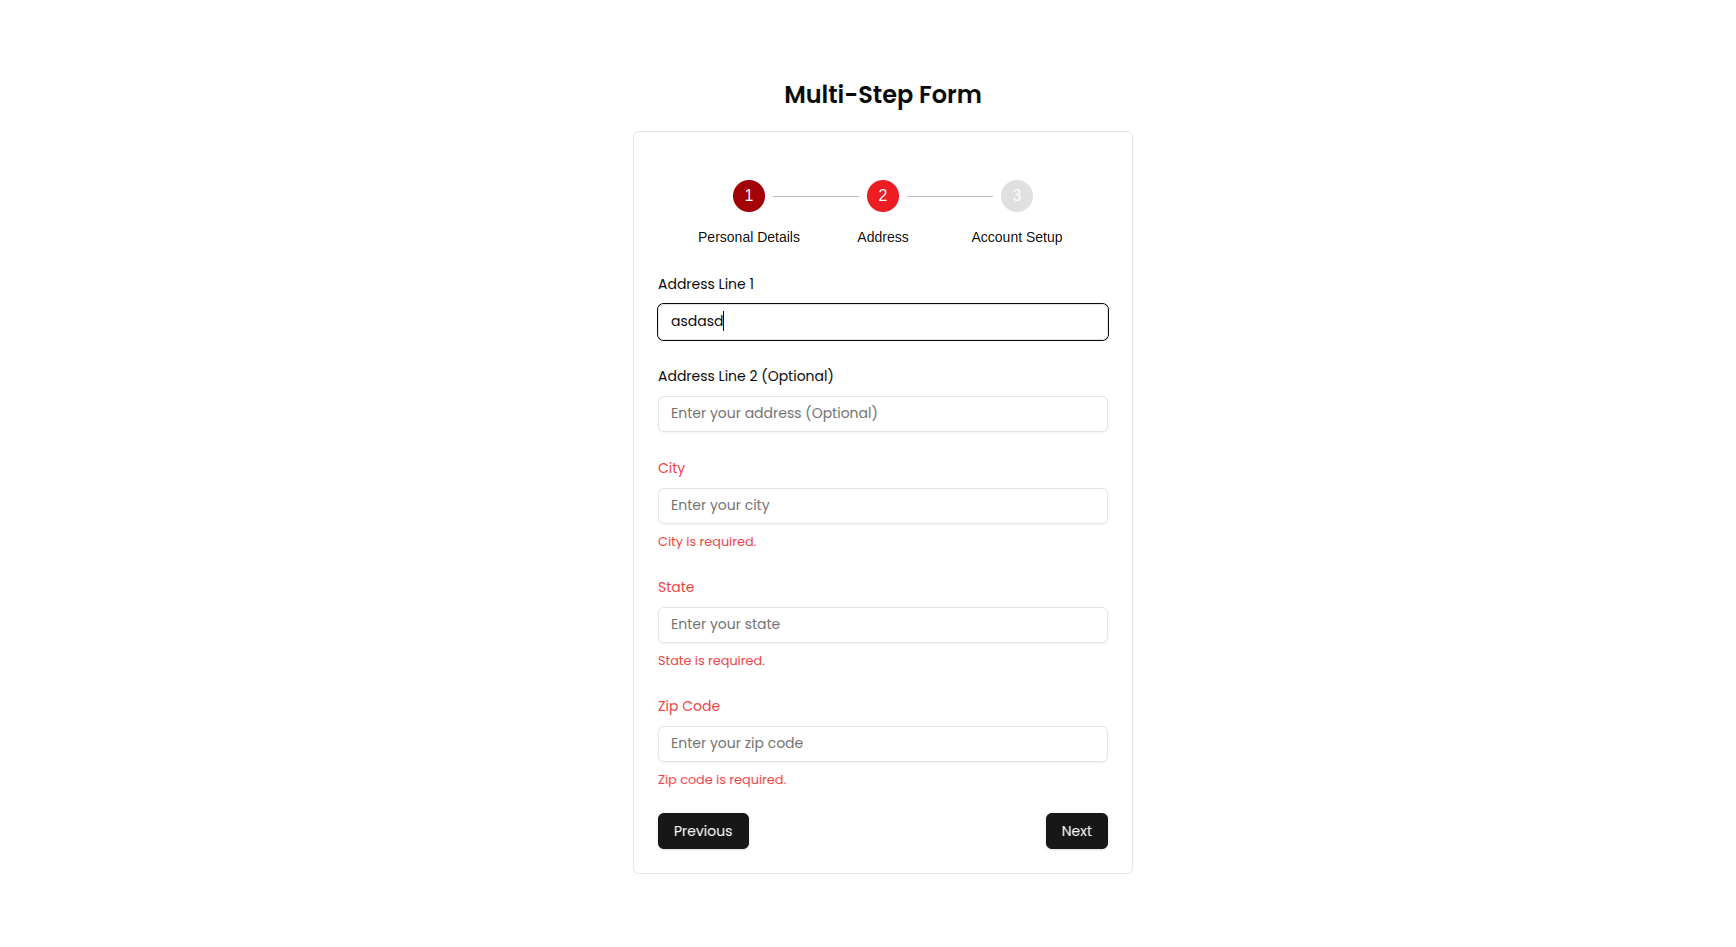 Multi-Step Form
1 2 3
Personal Details Address Account Setup
Address Line 1
asdasd
Address Line 2 (Optional)
Enter your address (Optional)
City
Enter your city
City is required.
State
Enter your state
State is required.
Zip Code
Enter your zip code
Zip code is required.
Previous Next